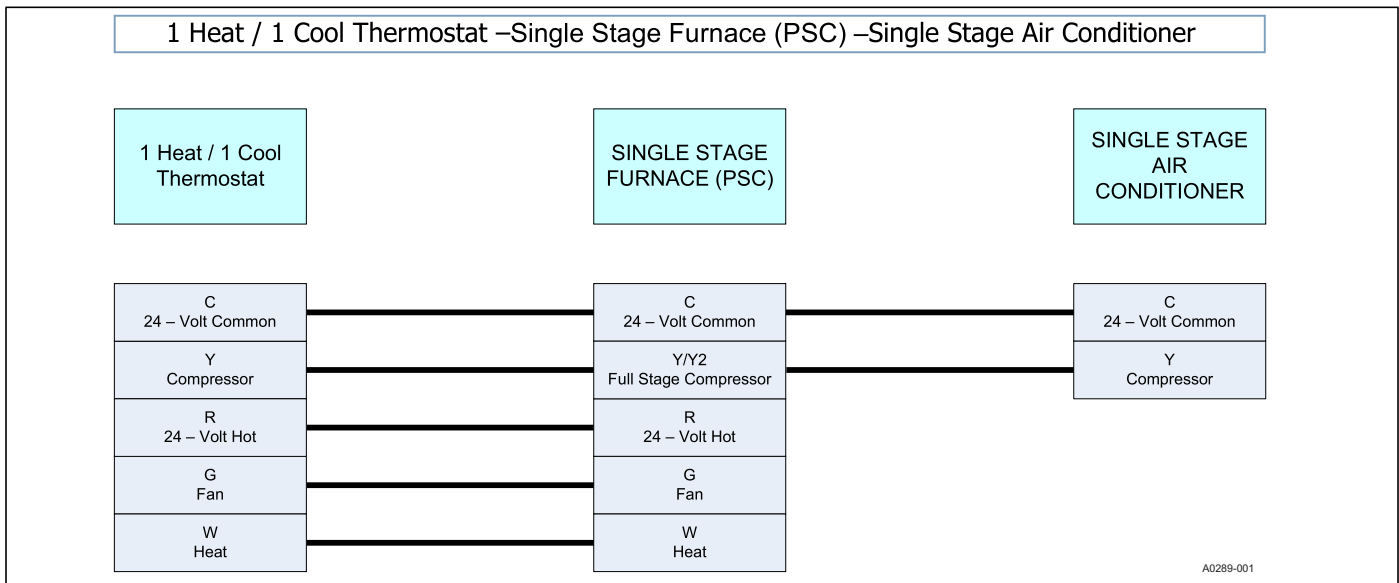 1 Heat / 1 Cool Thermostat –Single Stage Furnace (PSC) –Single Stage Air Conditioner
1 Heat / 1 Cool
Thermostat
SINGLE STAGE
FURNACE (PSC)
SINGLE STAGE
AIR
CONDITIONER
C
24 – Volt Common
C
24 – Volt Common
C
24 – Volt Common
Y
Compressor
Y/Y2
Full Stage Compressor
Y
Compressor
R
24 – Volt Hot
R
24 – Volt Hot
G
Fan
G
Fan
W
Heat
W
Heat
A0289-001